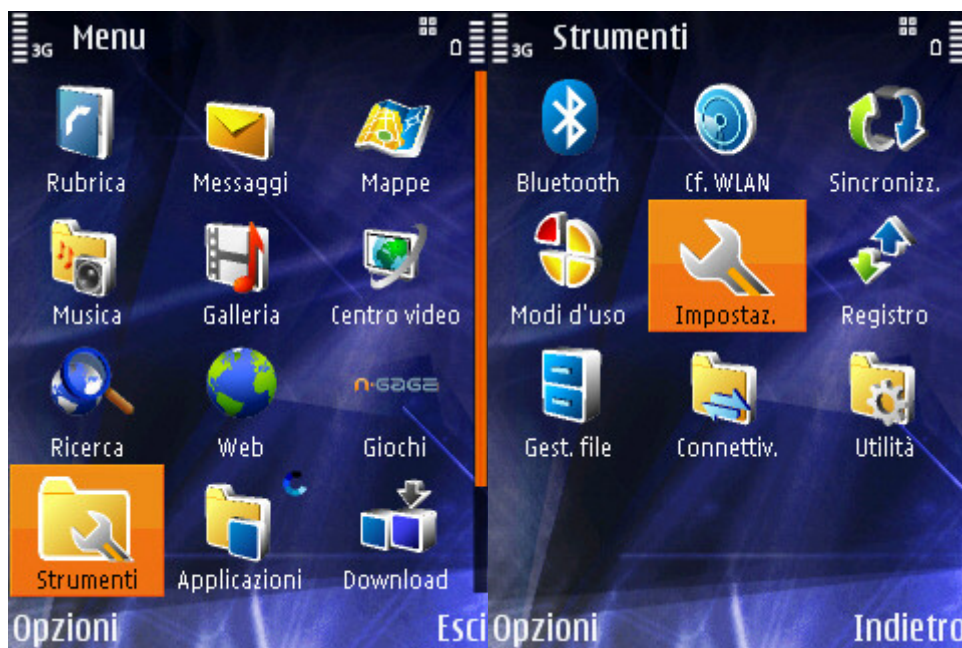 3G Menu
Rubrica Messaggi Mappe
Musica Galleria Centro video
n·GAGE
Ricerca Web Giochi
Strumenti Applicazioni Download
Opzioni Esci
3G Strumenti
Bluetooth Cf. WLAN Sincronizz.
Modi d'uso Impostaz. Registro
Gest. file Connettiv. Utilità
Opzioni Indietro